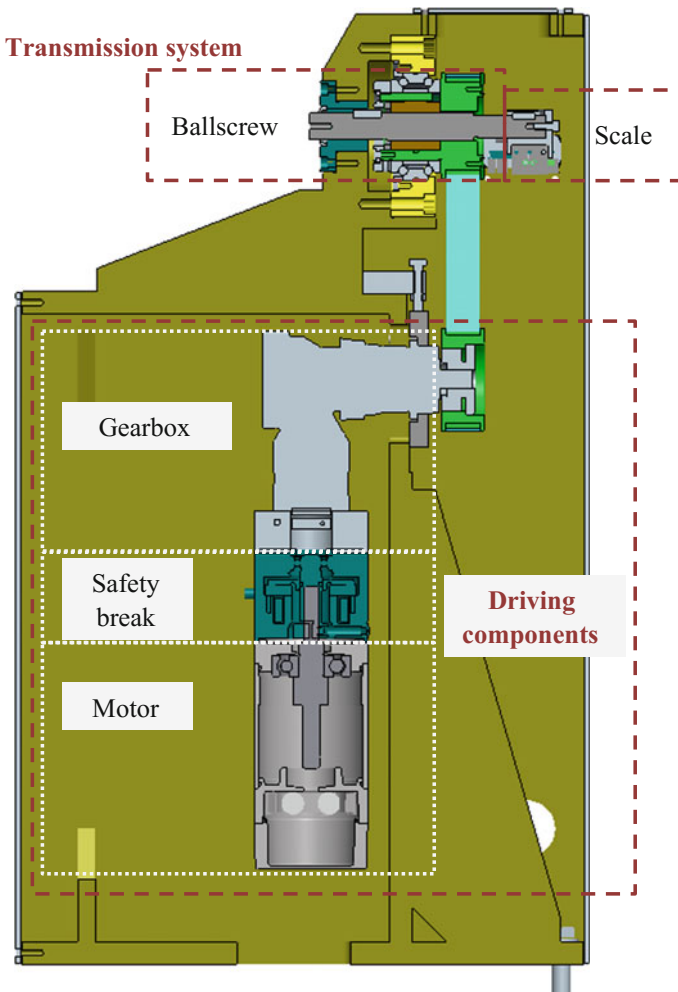 Transmission system
Ballscrew
Scale
Gearbox
Safety
break
Driving
components
Motor